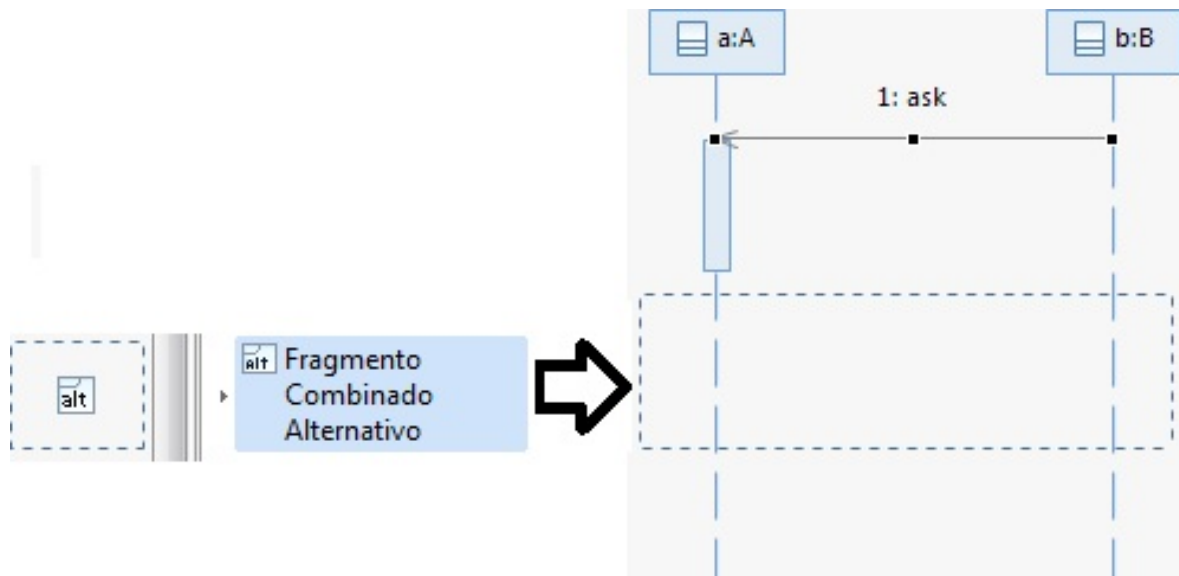 a:A
b:B
1: ask
alt
alt
Fragmento
Combinado
Alternativo